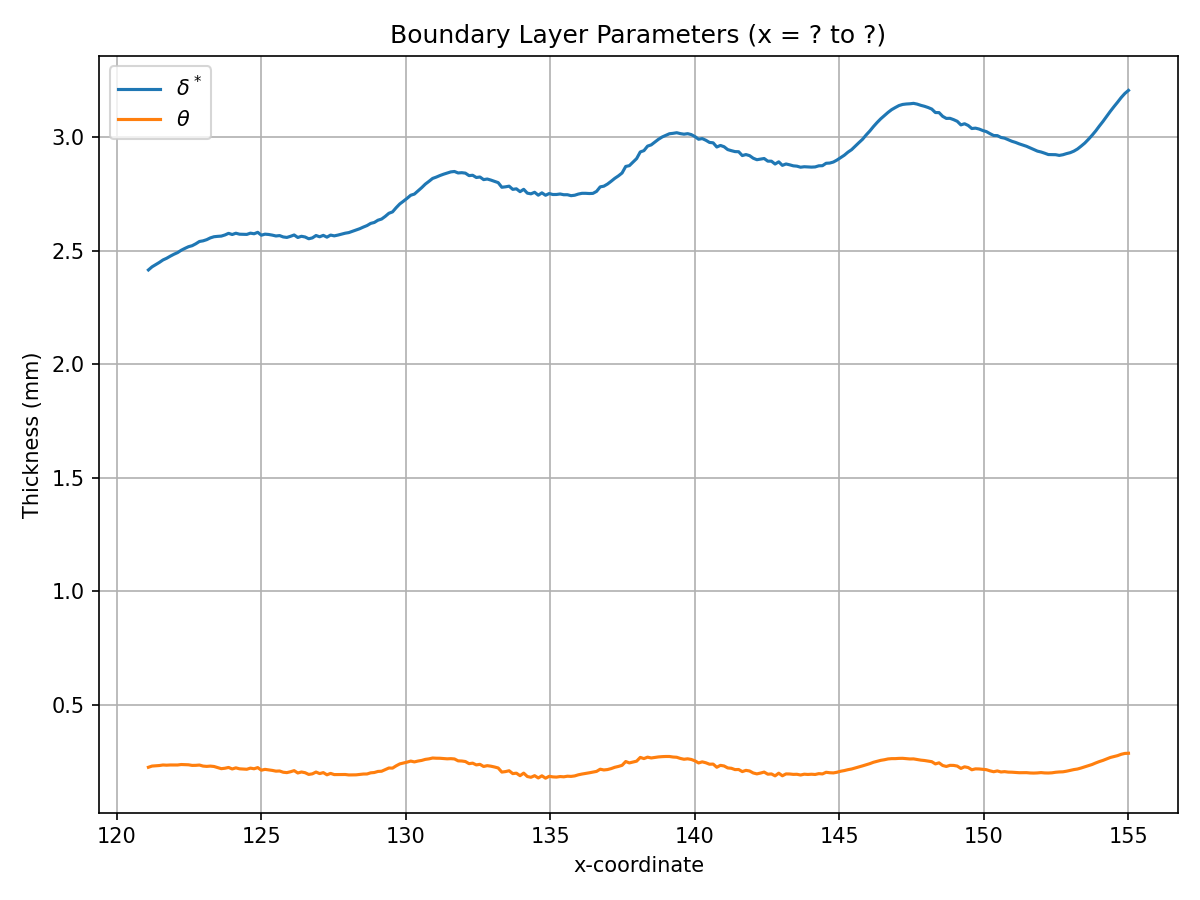 Boundary Layer Parameters (x = ? to ?)
δ*
θ
Thickness (mm)
3.0
2.5
2.0
1.5
1.0
0.5
120 125 130 135 140 145 150 155
x-coordinate